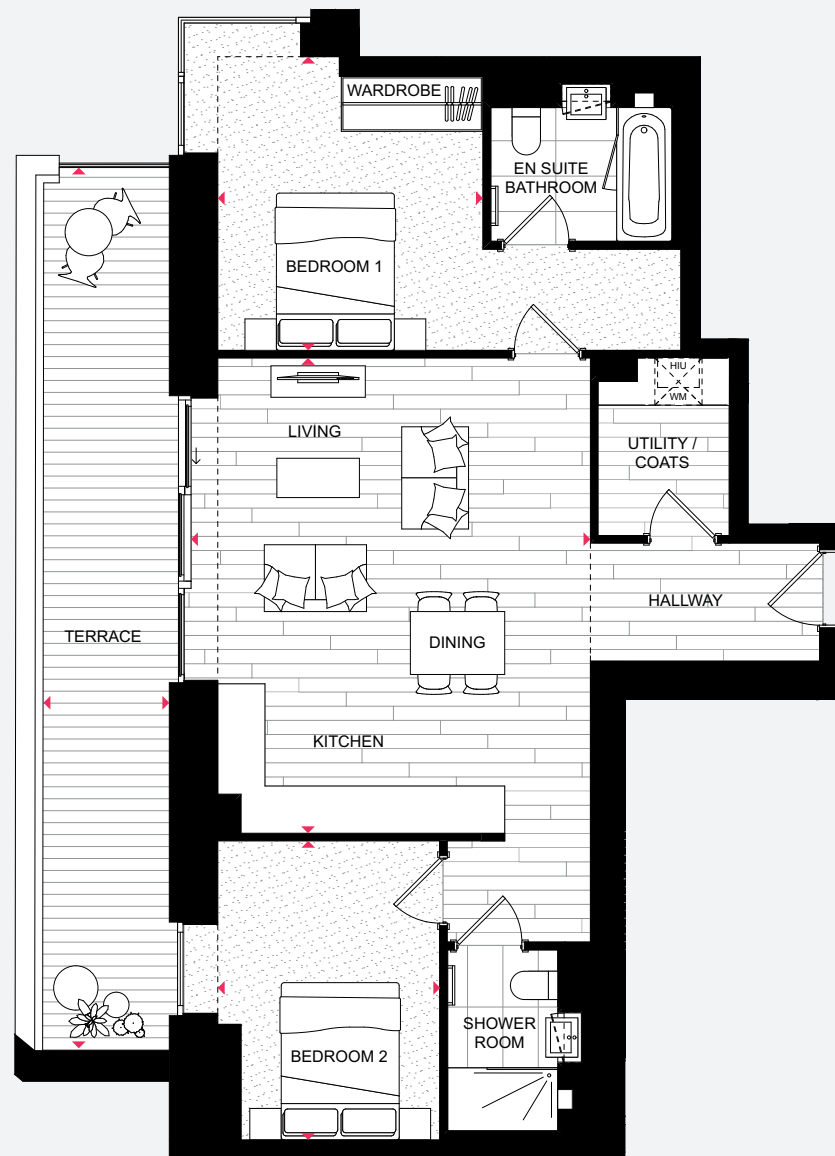 WARDROBE
EN SUITE
BATHROOM
BEDROOM 1
HIU
WM
LIVING
UTILITY /
COATS
HALLWAY
TERRACE
DINING
KITCHEN
SHOWER
ROOM
BEDROOM 2